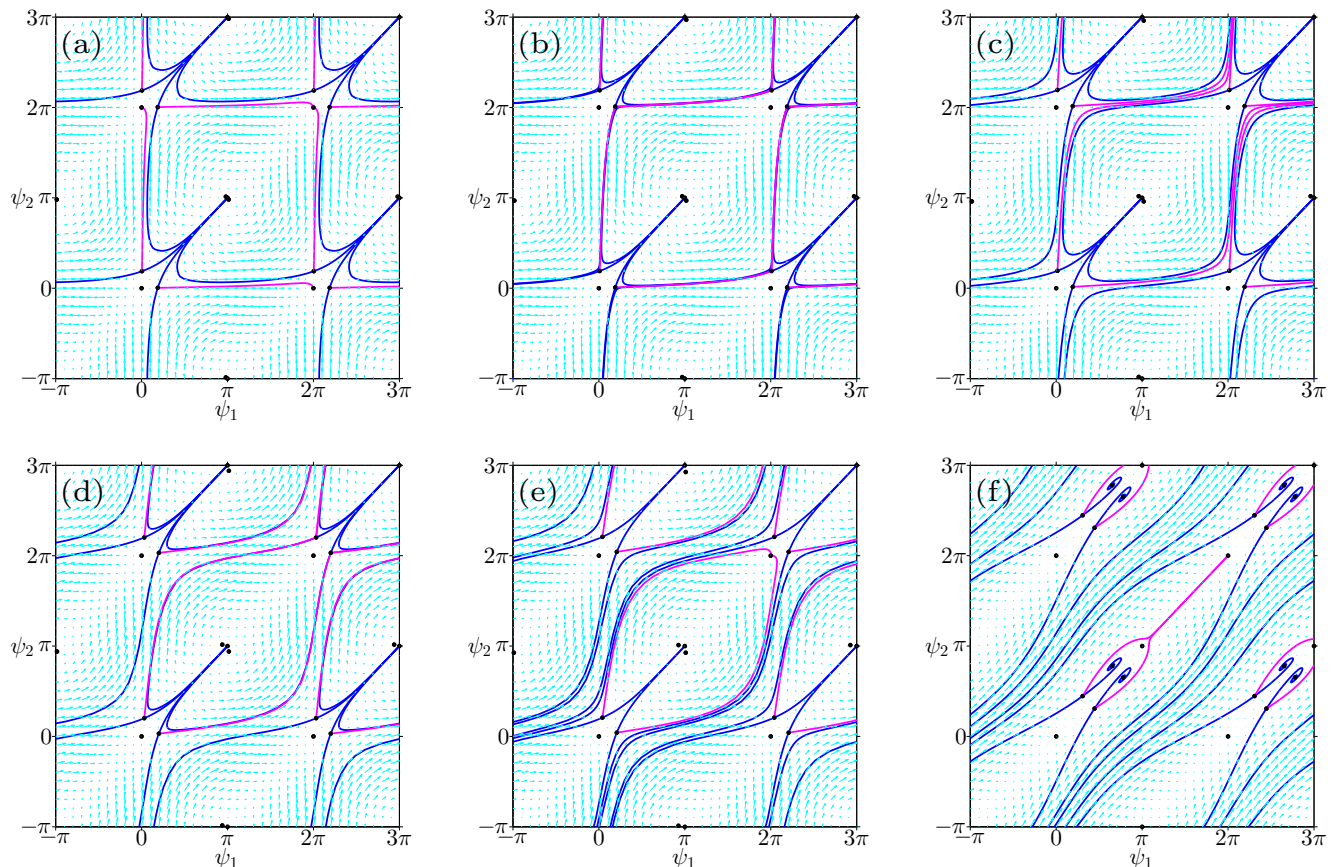 (a) (b) (c)
3π 3π 3π
2π 2π 2π
ψ₂ π ψ₂ π ψ₂ π
0 0 0
−π −π −π
−π 0 π 2π 3π −π 0 π 2π 3π −π 0 π 2π 3π
ψ₁ ψ₁ ψ₁
(d) (e) (f)
3π 3π 3π
2π 2π 2π
ψ₂ π ψ₂ π ψ₂ π
0 0 0
−π −π −π
−π 0 π 2π 3π −π 0 π 2π 3π −π 0 π 2π 3π
ψ₁ ψ₁ ψ₁